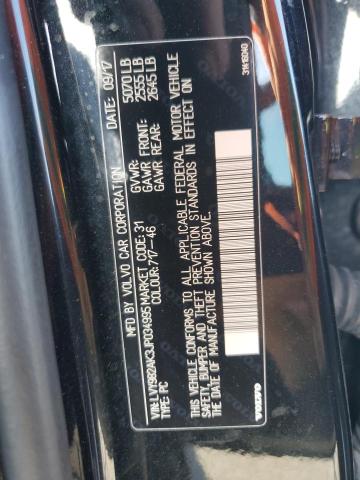 MFD BY: VOLVO CAR CORPORATION DATE: 03/17
VIN: LVY982AK3JP034995 MARKET CODE: 31 GVWR: 5070 LB
TYPE: PC COLOUR: 717-46 GAWR FRONT: 2555 LB
GAWR REAR: 2645 LB
THIS VEHICLE CONFORMS TO ALL APPLICABLE FEDERAL MOTOR VEHICLE
SAFETY, BUMPER AND THEFT PREVENTION STANDARDS IN EFFECT ON
THE DATE OF MANUFACTURE SHOWN ABOVE.
VOLVO